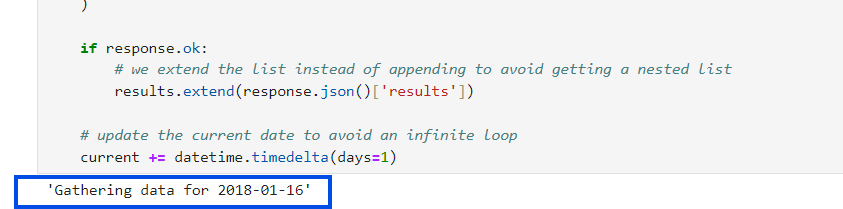 )
if response.ok:
# we extend the list instead of appending to avoid getting a nested list
results.extend(response.json()['results'])
# update the current date to avoid an infinite loop
current += datetime.timedelta(days=1)
'Gathering data for 2018-01-16'